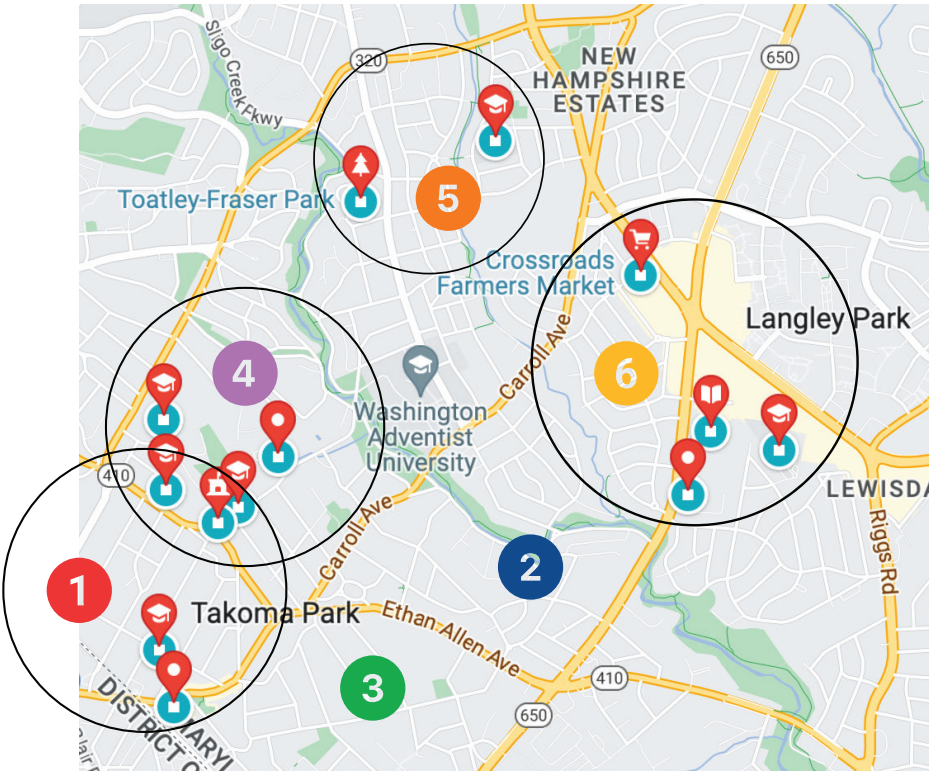 Sligo Creek Pkwy
320
NEW
HAMPSHIRE
ESTATES
650
Toatley-Fraser Park
5
Crossroads
Farmers Market
Langley Park
4
6
Carroll Ave
Washington
Adventist
University
410
LEWISDA
Carroll Ave
Riggs Rd
2
1
Takoma Park
Ethan Allen Ave
3
410
650
DISTRICT O
MARYL
Blair